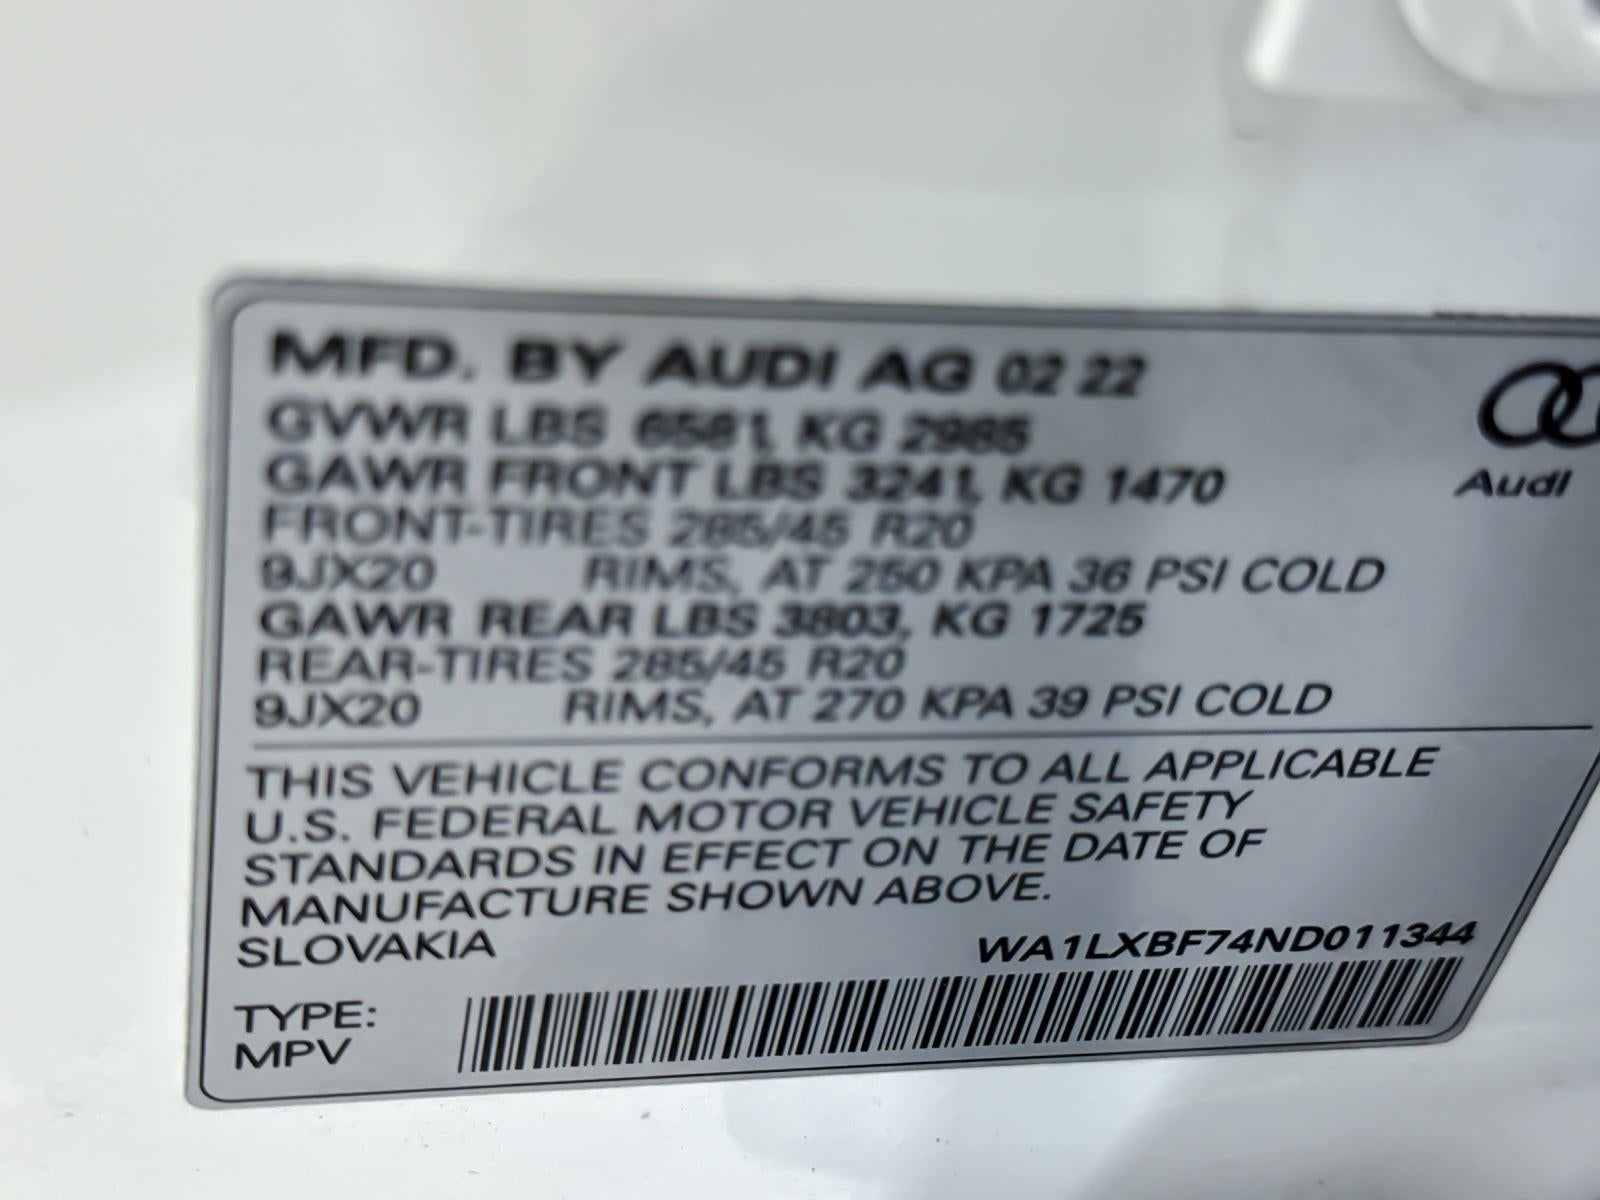 MFD. BY AUDI AG 02 22
GVWR LBS 6581, KG 2985
GAWR FRONT LBS 3241, KG 1470
FRONT-TIRES 285/45 R20
9JX20 RIMS, AT 250 KPA 36 PSI COLD
GAWR REAR LBS 3803, KG 1725
REAR-TIRES 285/45 R20
9JX20 RIMS, AT 270 KPA 39 PSI COLD
Audi
THIS VEHICLE CONFORMS TO ALL APPLICABLE
U.S. FEDERAL MOTOR VEHICLE SAFETY
STANDARDS IN EFFECT ON THE DATE OF
MANUFACTURE SHOWN ABOVE.
SLOVAKIA WA1LXBF74ND011344
TYPE:
MPV